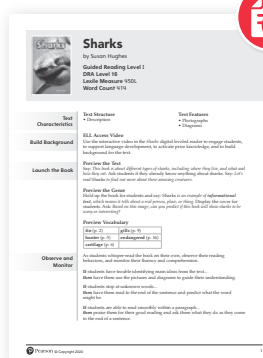 Sharks
Sharks
by Susan Hughes
Guided Reading Level I
DRA Level 16
Lexile Measure 450L
Word Count 414
Text Characteristics
Text Structure
• Description
Text Features
• Photographs
• Diagrams
Build Background
ELL Access Video
Use the interactive video in the Sharks digital leveled reader to engage students,
to support language development, to activate prior knowledge, and to build
background for the text.
Launch the Book
Preview the Text
Say: This book is about different types of sharks, including where they live, and what and
how they eat. Ask students if they already know anything about sharks. Say: Let's
read Sharks to find out more about these amazing creatures.
Preview the Genre
Hold up the book for students and say: Sharks is an example of informational
text, which means it tells about a real person, place, or thing. Display the cover for
students. Ask: Based on this image, can you predict if this book will show sharks to be
scary or interesting?
Preview Vocabulary
fin (p. 2)
gills (p. 9)
hunter (p. 5)
endangered (p. 16)
cartilage (p. 6)
Observe and Monitor
As students whisper-read the book on their own, observe their reading
behaviors, and monitor their fluency and comprehension.
If students have trouble identifying main ideas from the text...
then have them use the pictures and diagrams to guide their understanding.
If students stop at unknown words...
then have them read to the end of the sentence and predict what the word
might be.
If students are able to read smoothly within a paragraph...
then praise them for their good reading and ask them what they do as they come
to the end of a sentence.
Pearson © Copyright 2020
1